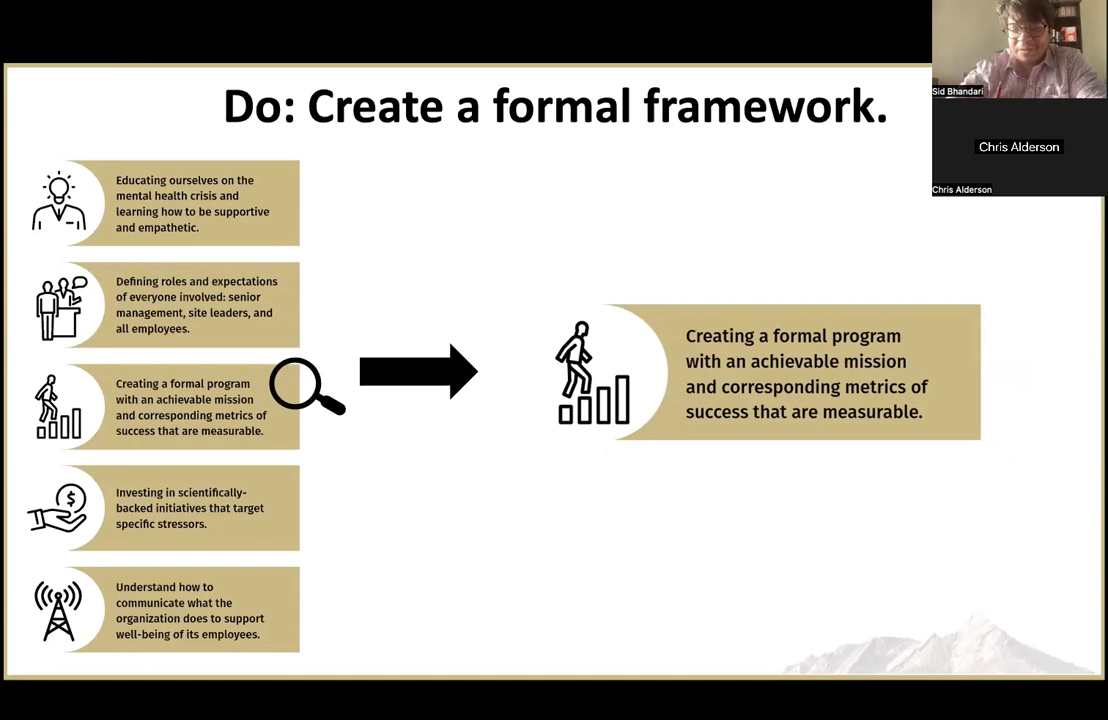 Do: Create a formal framework.
Sid Bhandari
Chris Alderson
Chris Alderson
Educating ourselves on the
mental health crisis and
learning how to be supportive
and empathetic.
Defining roles and expectations
of everyone involved: senior
management, site leaders, and
all employees.
Creating a formal program
with an achievable mission
and corresponding metrics of
success that are measurable.
$
Investing in scientifically-
backed initiatives that target
specific stressors.
Understand how to
communicate what the
organization does to support
well-being of its employees.
Creating a formal program
with an achievable mission
and corresponding metrics of
success that are measurable.